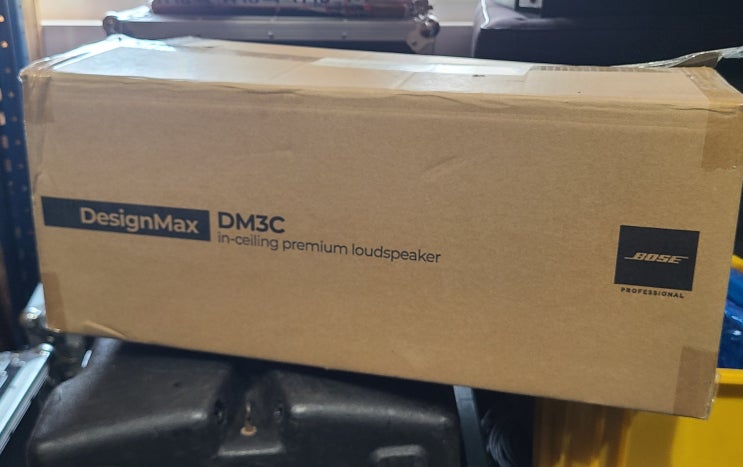 DesignMax
DM3C
in-ceiling premium loudspeaker
BOSE
PROFESSIONAL